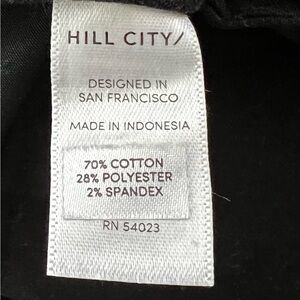 HILL CITY/
DESIGNED IN
SAN FRANCISCO
MADE IN INDONESIA
70% COTTON
28% POLYESTER
2% SPANDEX
RN 54023